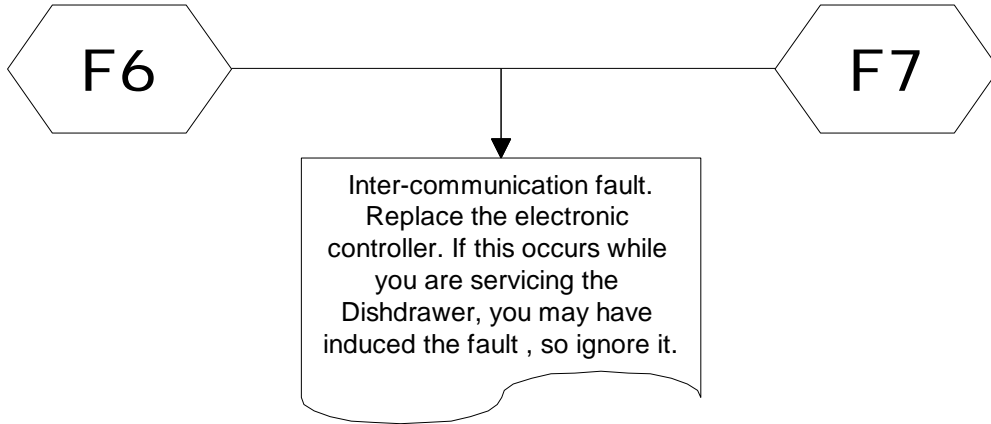 F6
F7
Inter-communication fault.
Replace the electronic
controller. If this occurs while
you are servicing the
Dishdrawer, you may have
induced the fault , so ignore it.